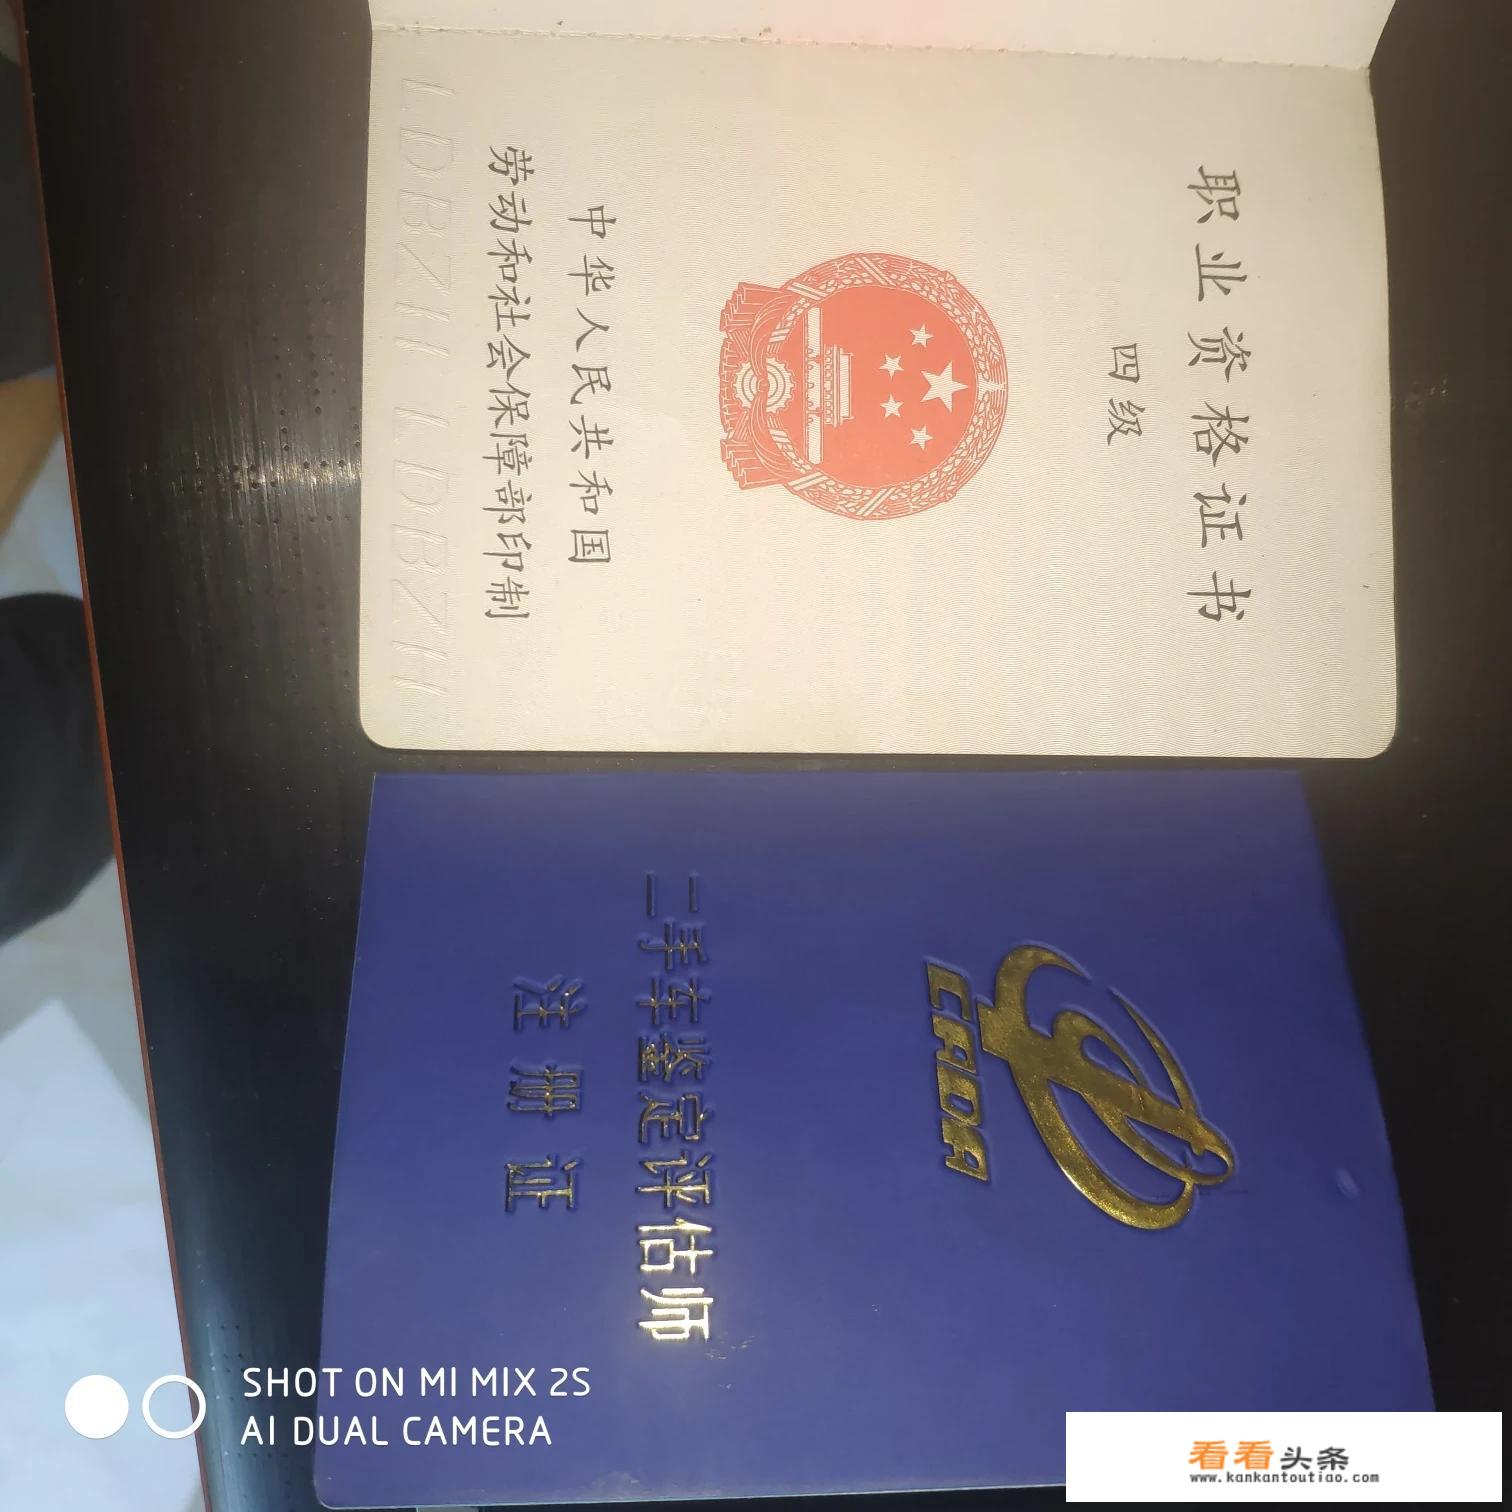 职业资格证书
四级
中华人民共和国
劳动和社会保障部印制
LDBZH LDBZH
CADA
二手车鉴定评估师
注册证
SHOT ON MI MIX 2S
AI DUAL CAMERA
看看头条
www.kankantoutiao.com